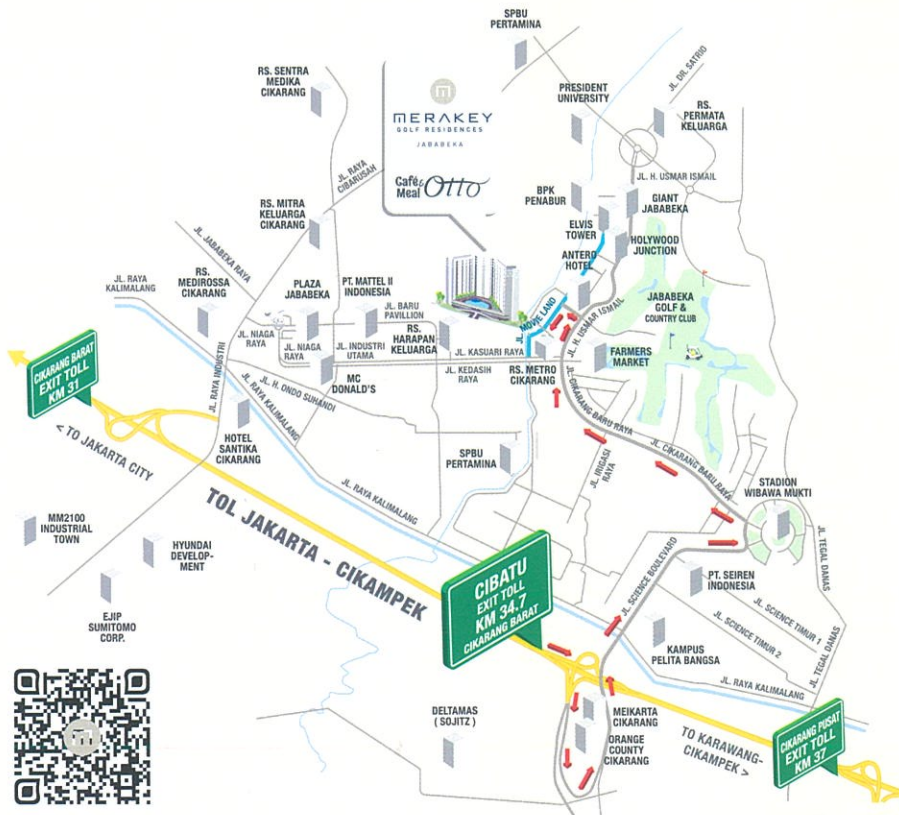 SPBU
PERTAMINA
RS. SENTRA
MEDIKA
CIKARANG
MERAKEY
GOLF RESIDENCES
JABABEKA
Café &
Meal Otto
PRESIDENT
UNIVERSITY
JL. DR. SATRIO
RS.
PERMATA
KELUARGA
JL. RAYA
CIBARUSAH
JL. H. USMAR ISMAIL
BPK
PENABUR
GIANT
JABABEKA
RS. MITRA
KELUARGA
CIKARANG
ELVIS
TOWER
HOLYWOOD
JUNCTION
ANTERO
HOTEL
JL. JABABEKA RAYA
JL. RAYA
KALIMALANG
RS.
MEDIROSSA
CIKARANG
PLAZA
JABABEKA
PT. MATTEL II
INDONESIA
JL. BARU
PAVILLION
JABABEKA
GOLF &
COUNTRY CLUB
JL. MOVIE LAND
JL. H. USMAR ISMAIL
JL. NIAGA
RAYA
JL. NIAGA
RAYA
JL. INDUSTRI
UTAMA
RS.
HARAPAN
KELUARGA
JL. KASUARI RAYA
JL. KEDASIH
RAYA
RS. METRO
CIKARANG
FARMERS
MARKET
CIKARANG BARAT
EXIT TOLL
KM 31
JL. RAYA INDUSTRI
JL. H. ONDO SUHANDI
MC
DONALD'S
JL. CIKARANG BARU RAYA
JL. RAYA KALIMALANG
HOTEL
SANTIKA
CIKARANG
< TO JAKARTA CITY
SPBU
PERTAMINA
JL. IRIGASI
RAYA
JL. CIKARANG BARU RAYA
STADION
WIBAWA MUKTI
JL. RAYA KALIMALANG
TOL JAKARTA - CIKAMPEK
MM2100
INDUSTRIAL
TOWN
HYUNDAI
DEVELOP-
MENT
EJIP
SUMITOMO
CORP.
CIBATU
EXIT TOLL
KM 34.7
CIKARANG BARAT
JL. SCIENCE BOULEVARD
PT. SEIREN
INDONESIA
JL. TEGAL DANAS
JL. SCIENCE TIMUR 1
JL. SCIENCE TIMUR 2
KAMPUS
PELITA BANGSA
JL. TEGAL DANAS
JL. RAYA KALIMALANG
DELTAMAS
( SOJITZ )
MEIKARTA
CIKARANG
ORANGE
COUNTY
CIKARANG
TO KARAWANG-
CIKAMPEK >
CIKARANG PUSAT
EXIT TOLL
KM 37